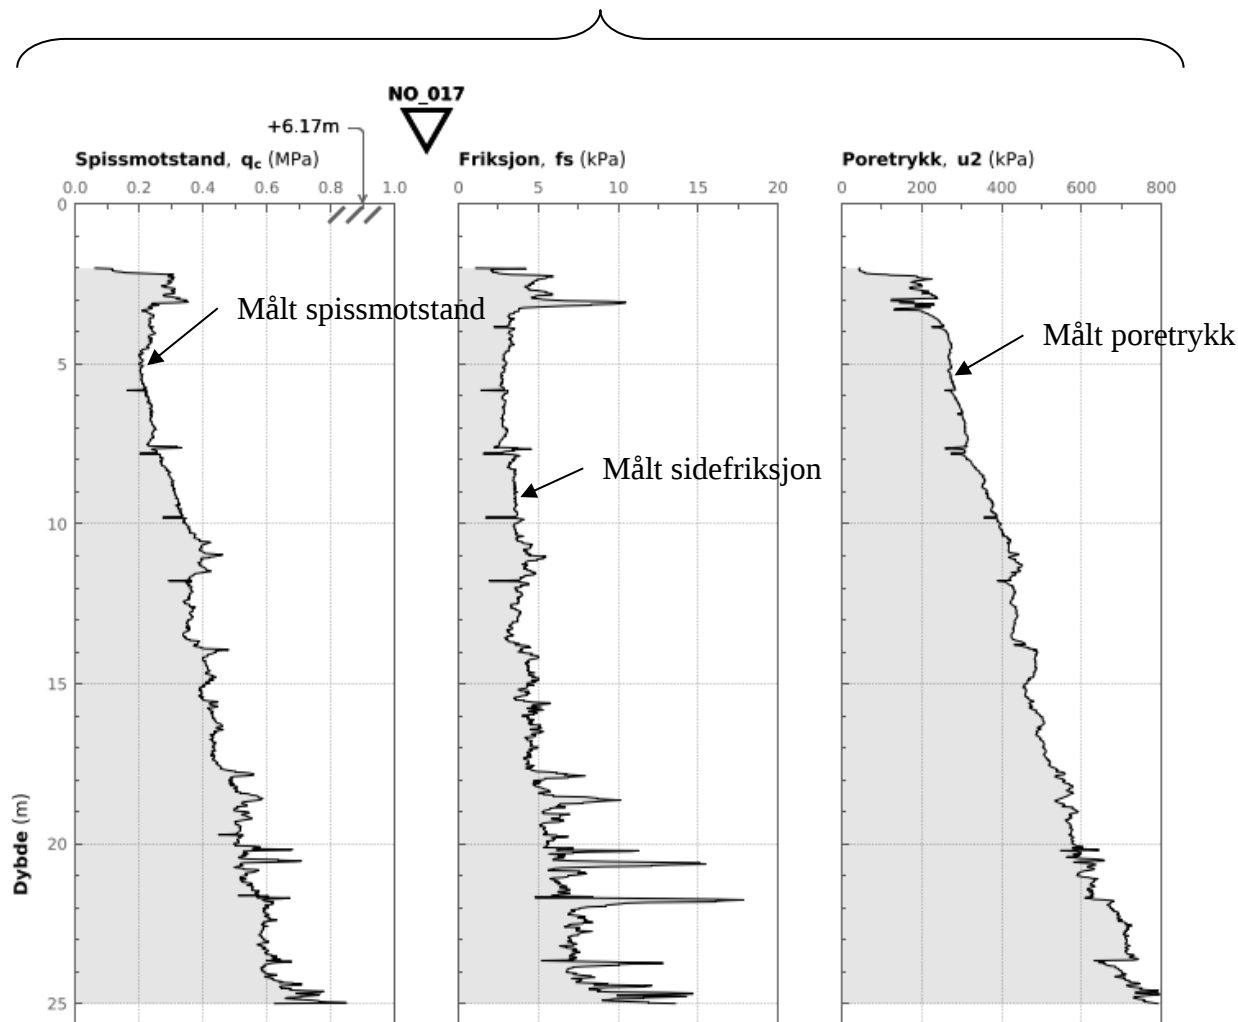 NO_017
+6.17m
Spissmotstand, qc (MPa)
Friksjon, fs (kPa)
Poretrykk, u2 (kPa)
0.0 0.2 0.4 0.6 0.8 1.0
0 5 10 15 20
0 200 400 600 800
0
Målt spissmotstand
Målt poretrykk
5
Målt sidefriksjon
10
15
20
Dybde (m)
25